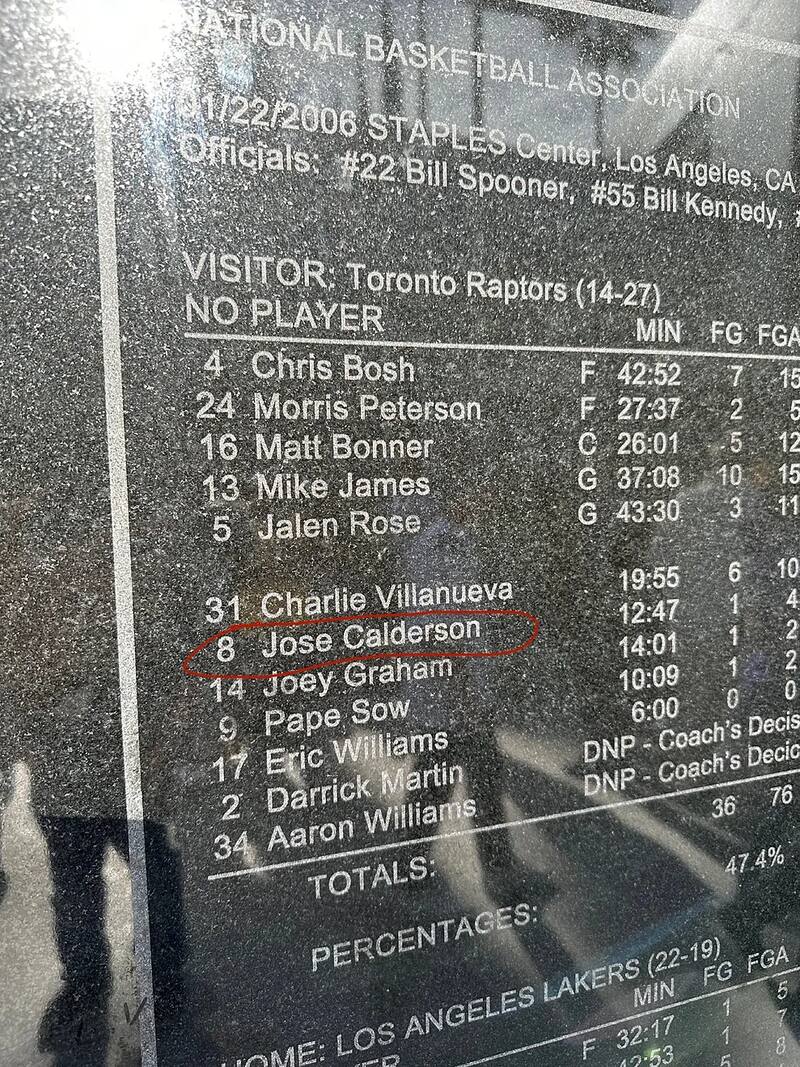 NATIONAL BASKETBALL ASSOCIATION
01/22/2006 STAPLES Center, Los Angeles, CA
Officials: #22 Bill Spooner, #55 Bill Kennedy, #
VISITOR: Toronto Raptors (14-27)
NO PLAYER MIN FG FGA
4 Chris Bosh F 42:52 7 15
24 Morris Peterson F 27:37 2 5
16 Matt Bonner C 26:01 5 12
13 Mike James G 37:08 10 15
5 Jalen Rose G 43:30 3 11
31 Charlie Villanueva 19:55 6 10
8 Jose Calderson 12:47 1 4
14 Joey Graham 14:01 1 2
9 Pape Sow 10:09 1 2
17 Eric Williams 6:00 0 0
2 Darrick Martin DNP - Coach's Decis
34 Aaron Williams DNP - Coach's Decic
TOTALS: 36 76
PERCENTAGES: 47.4%
HOME: LOS ANGELES LAKERS (22-19)
YER MIN FG FGA
F 32:17 1 5
42:53 1 7
5 8